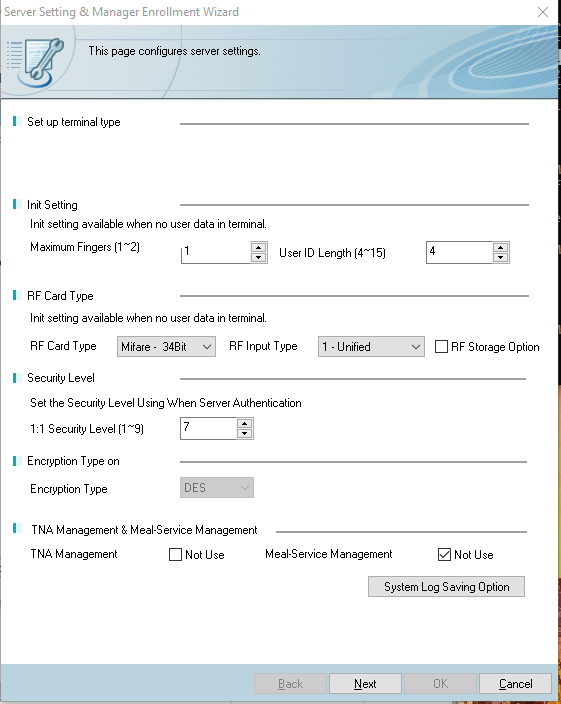 Server Setting & Manager Enrollment Wizard
This page configures server settings.
Set up terminal type
Init Setting
Init setting available when no user data in terminal.
Maximum Fingers (1~2) 1 User ID Length (4~15) 4
RF Card Type
Init setting available when no user data in terminal.
RF Card Type Mifare - 34Bit RF Input Type 1 - Unified RF Storage Option
Security Level
Set the Security Level Using When Server Authentication
1:1 Security Level (1~9) 7
Encryption Type on
Encryption Type DES
TNA Management & Meal-Service Management
TNA Management Not Use Meal-Service Management Not Use
System Log Saving Option
Back Next OK Cancel